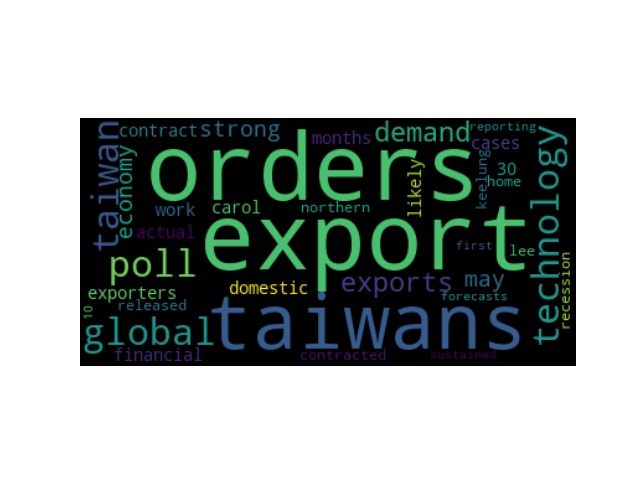 contract strong months demand reporting
taiwan economy orders likely cases technology
keelung 30 home
work carol northern
actual export first lee
poll domestic exports may
exporters forecasts recession
10 released taiwans
global
financial contracted sustained